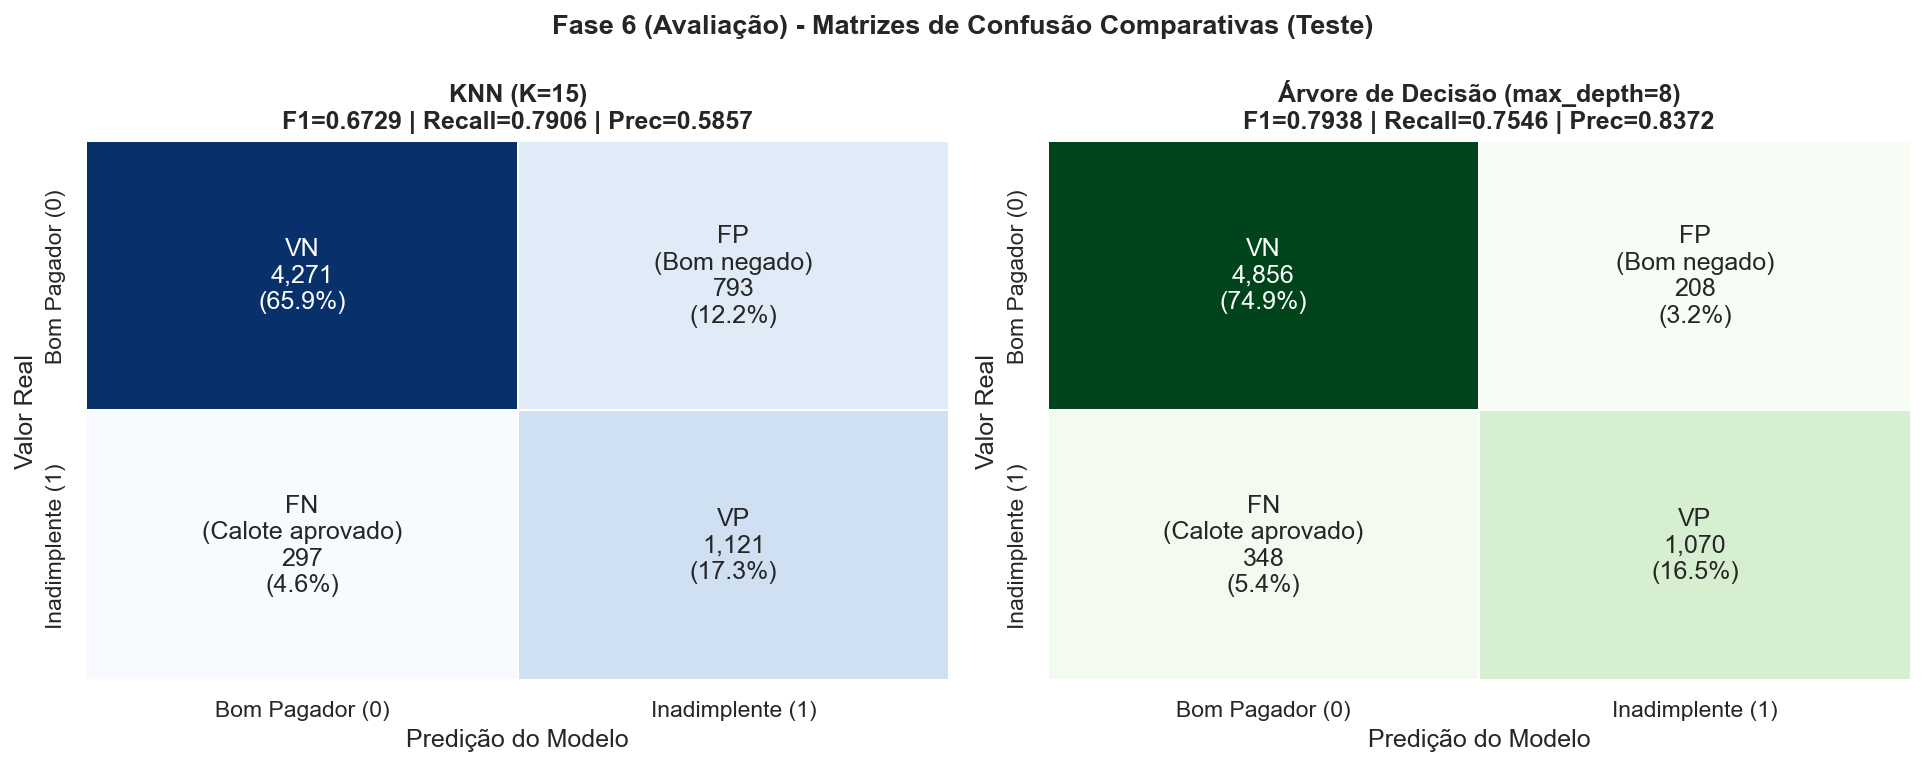 Fase 6 (Avaliação) - Matrizes de Confusão Comparativas (Teste)
KNN (K=15)
F1=0.6729 | Recall=0.7906 | Prec=0.5857
Valor Real
Bom Pagador (0)
Inadimplente (1)
VN
4,271
(65.9%)
FP
(Bom negado)
793
(12.2%)
FN
(Calote aprovado)
297
(4.6%)
VP
1,121
(17.3%)
Bom Pagador (0)
Inadimplente (1)
Predição do Modelo
Árvore de Decisão (max_depth=8)
F1=0.7938 | Recall=0.7546 | Prec=0.8372
Valor Real
Bom Pagador (0)
Inadimplente (1)
VN
4,856
(74.9%)
FP
(Bom negado)
208
(3.2%)
FN
(Calote aprovado)
348
(5.4%)
VP
1,070
(16.5%)
Bom Pagador (0)
Inadimplente (1)
Predição do Modelo